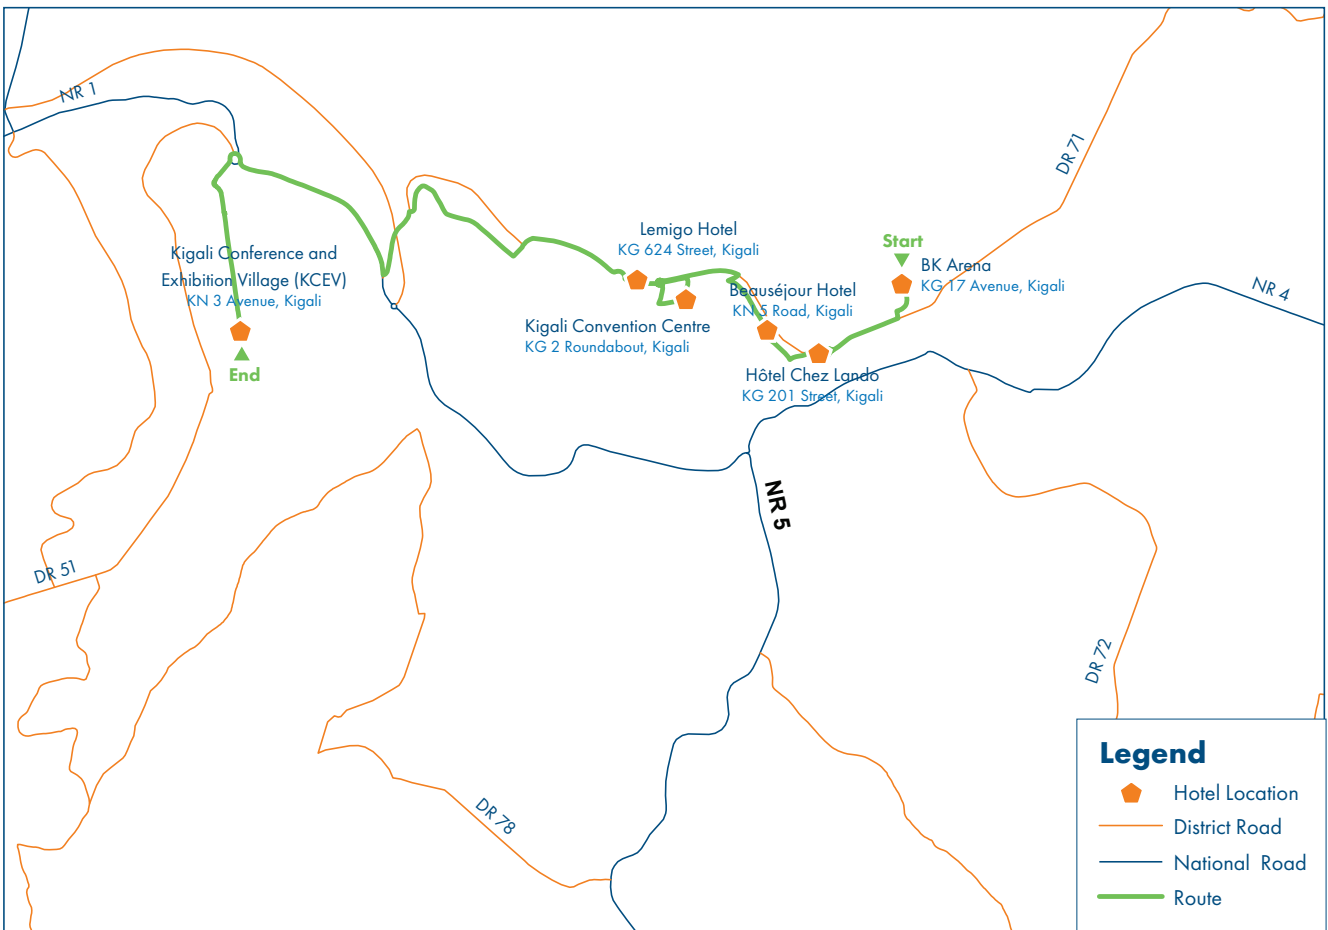 NR 1
DR 71
Lemigo Hotel
KG 624 Street, Kigali
Start
BK Arena
KG 17 Avenue, Kigali
NR 4
Kigali Conference and
Exhibition Village (KCEV)
KN 3 Avenue, Kigali
Beauséjour Hotel
KN 5 Road, Kigali
Kigali Convention Centre
KG 2 Roundabout, Kigali
End
Hôtel Chez Lando
KG 201 Street, Kigali
NR 5
DR 51
DR 72
DR 78
Legend
Hotel Location
District Road
National Road
Route